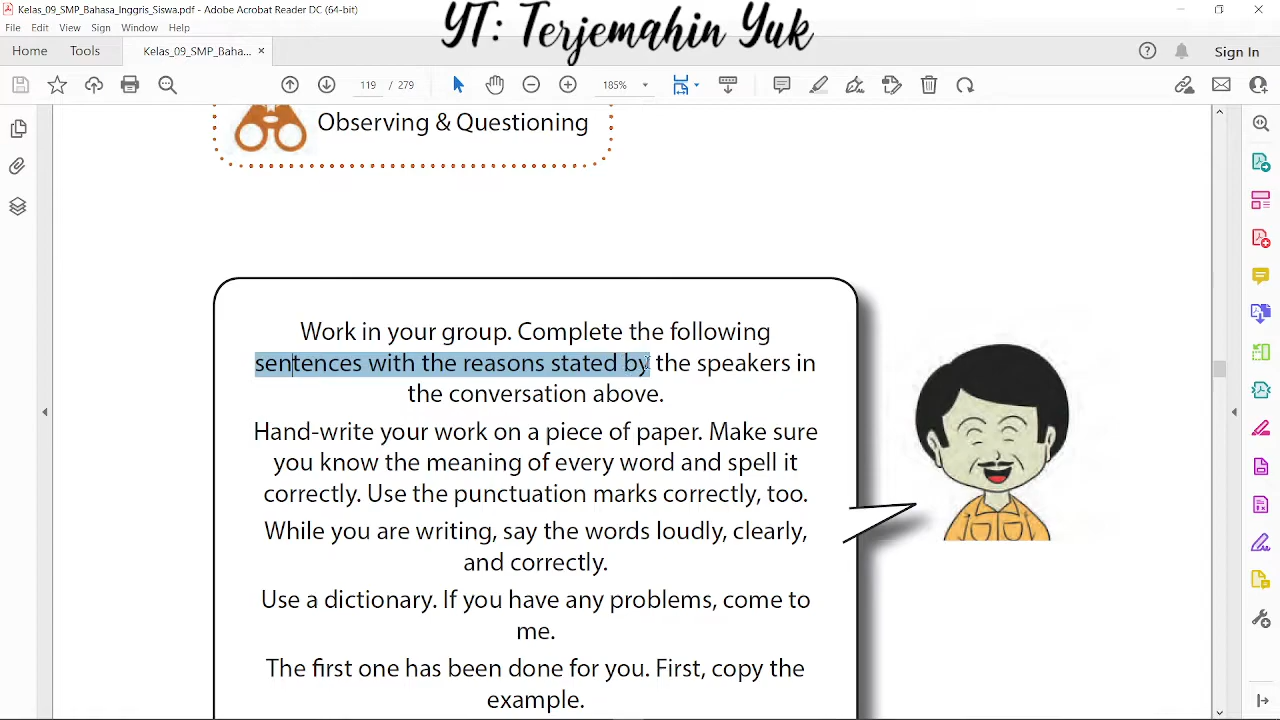 Kelas_09_SMP_Bahasa_Inggris_Siswa.pdf - Adobe Acrobat Reader DC (64-bit)
YT: Terjemahin Yuk
File Edit View Sign Window Help
Home Tools Kelas_09_SMP_Baha... × Sign In
119 / 279 185%
Observing & Questioning
Work in your group. Complete the following
sentences with the reasons stated by the speakers in
the conversation above.
Hand-write your work on a piece of paper. Make sure
you know the meaning of every word and spell it
correctly. Use the punctuation marks correctly, too.
While you are writing, say the words loudly, clearly,
and correctly.
Use a dictionary. If you have any problems, come to
me.
The first one has been done for you. First, copy the
example.